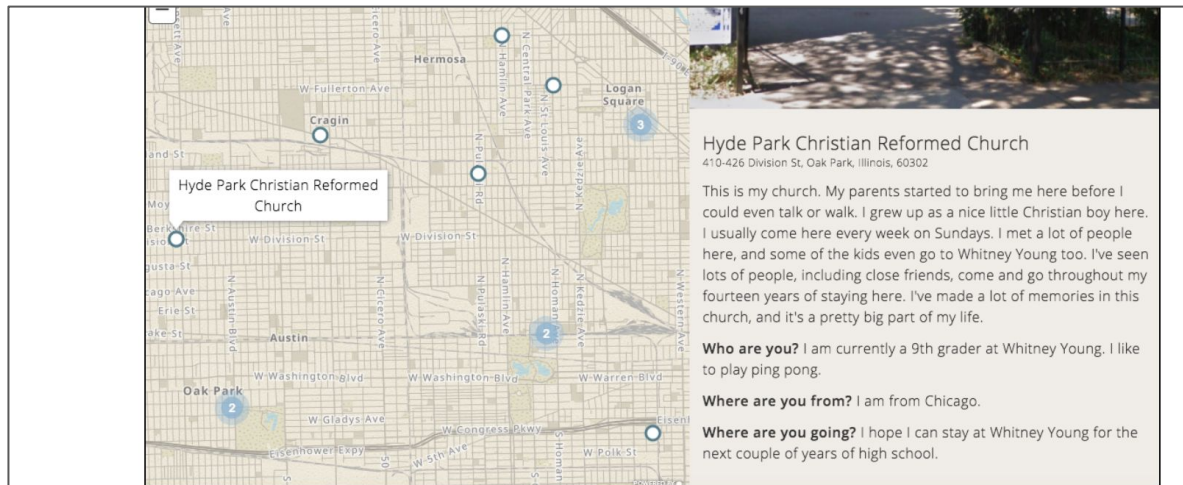 Hermosa
Logan
Square
W Fullerton Ave
Cragin
3
N Hamlin Ave
N Central Park Ave
N St Louis Ave
N Kedzie Ave
Hyde Park Christian Reformed
Church
W Division St
W Division St
N Austin Blvd
N Cicero Ave
N Pulaski Rd
N Hamlin Ave
N Homan
N Kedzie Ave
N Western Ave
Erie St
2
Austin
W Washington Blvd
W Washington Blvd
W Warren Blvd
Oak Park
2
W Gladys Ave
W Congress Pkwy
Eisenhower Expy
W 5th Ave
S Homan
W Polk St
Hyde Park Christian Reformed Church
410-426 Division St, Oak Park, Illinois, 60302
This is my church. My parents started to bring me here before I
could even talk or walk. I grew up as a nice little Christian boy here.
I usually come here every week on Sundays. I met a lot of people
here, and some of the kids even go to Whitney Young too. I've seen
lots of people, including close friends, come and go throughout my
fourteen years of staying here. I've made a lot of memories in this
church, and it's a pretty big part of my life.
Who are you? I am currently a 9th grader at Whitney Young. I like
to play ping pong.
Where are you from? I am from Chicago.
Where are you going? I hope I can stay at Whitney Young for the
next couple of years of high school.